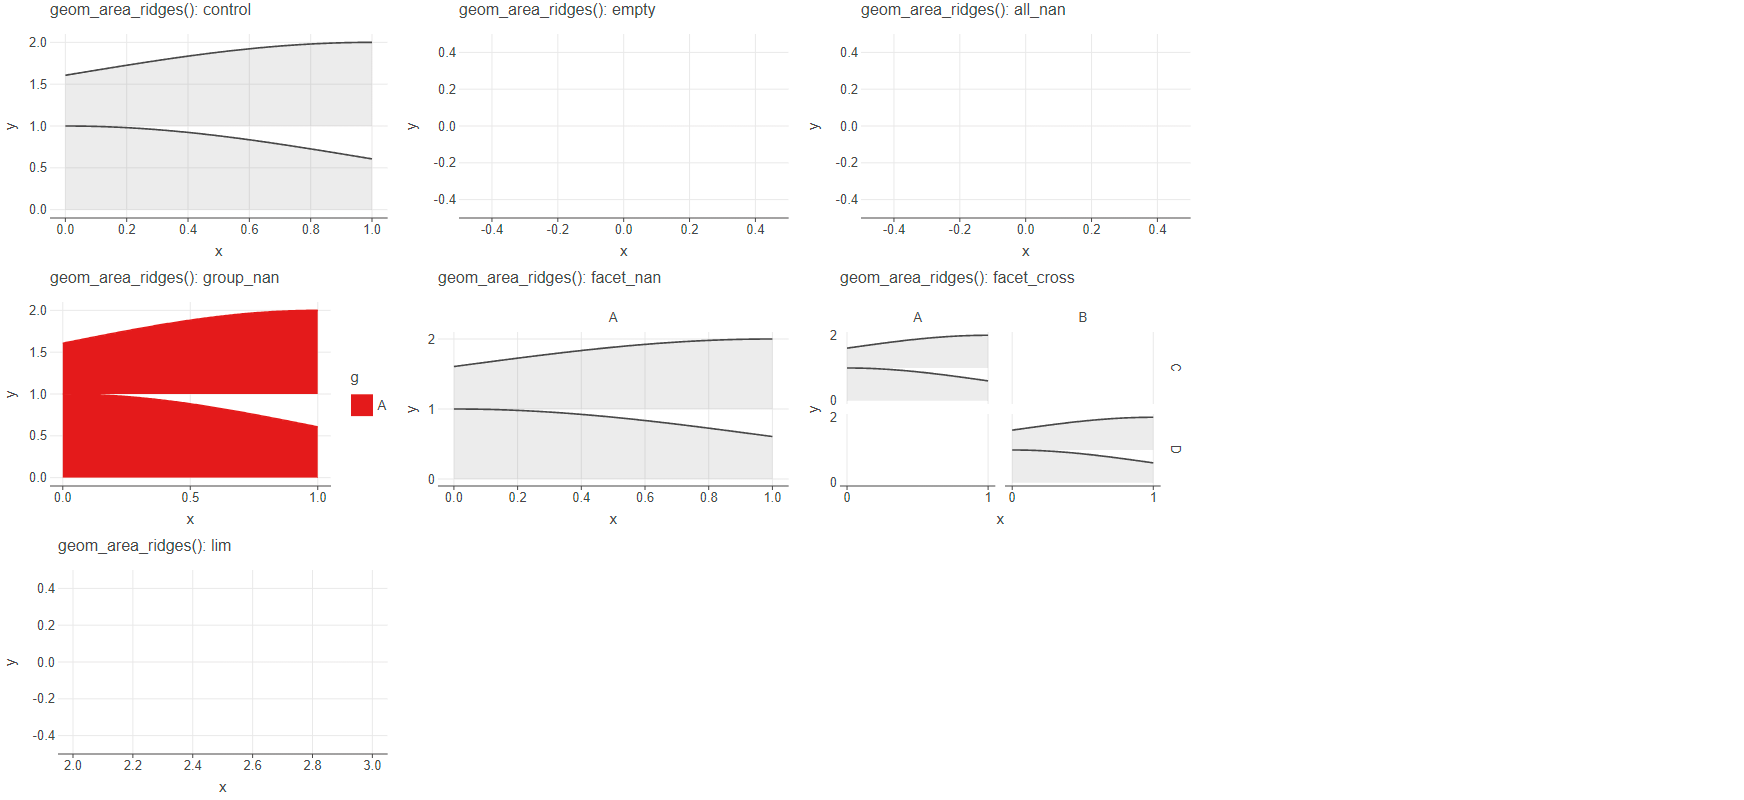 geom_area_ridges(): control
2.0
1.5
1.0
0.5
0.0
y
0.0 0.2 0.4 0.6 0.8 1.0
x
geom_area_ridges(): empty
0.4
0.2
0.0
-0.2
-0.4
y
-0.4 -0.2 0.0 0.2 0.4
x
geom_area_ridges(): all_nan
0.4
0.2
0.0
-0.2
-0.4
y
-0.4 -0.2 0.0 0.2 0.4
x
geom_area_ridges(): group_nan
2.0
1.5
1.0
0.5
0.0
y
0.0 0.5 1.0
x
g
A
geom_area_ridges(): facet_nan
A
2
1
0
y
0.0 0.2 0.4 0.6 0.8 1.0
x
geom_area_ridges(): facet_cross
A B
2
0
C
2
0
D
y
0 1 0 1
x
geom_area_ridges(): lim
0.4
0.2
0.0
-0.2
-0.4
y
2.0 2.2 2.4 2.6 2.8 3.0
x